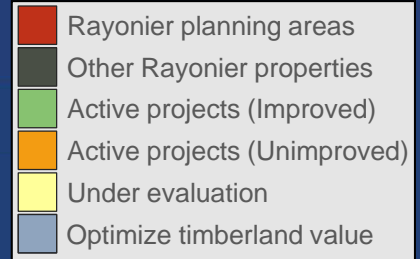 Rayonier planning areas
Other Rayonier properties
Active projects (Improved)
Active projects (Unimproved)
Under evaluation
Optimize timberland value